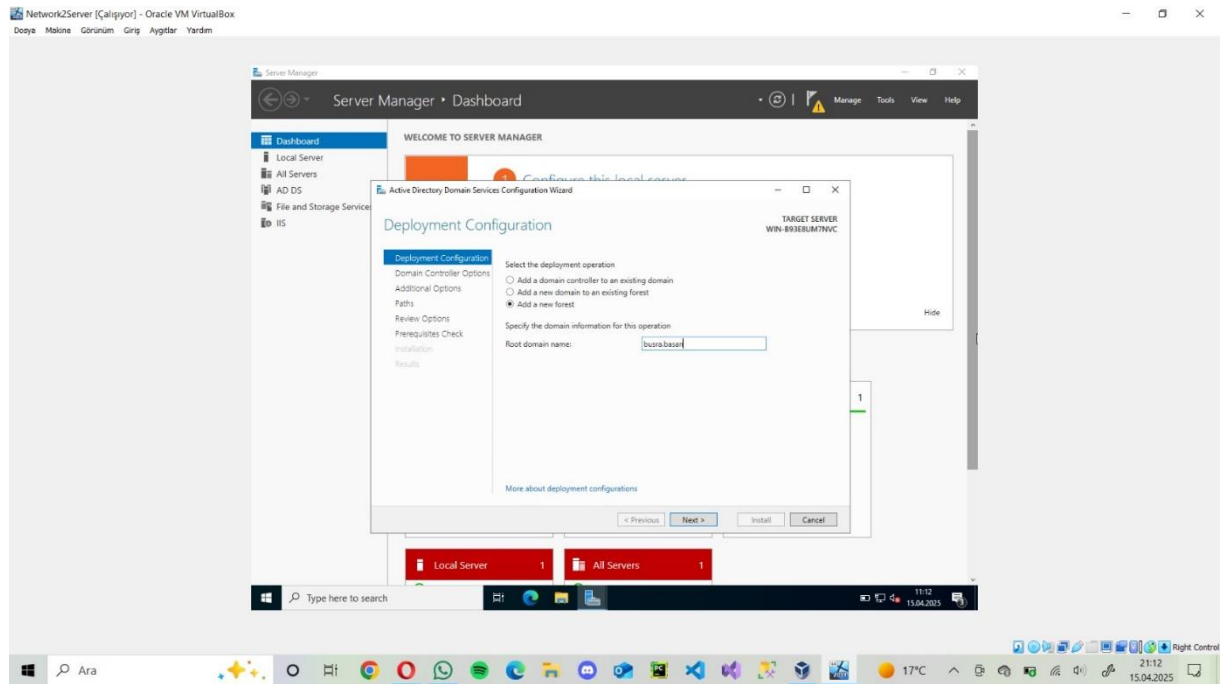 Network2Server [Çalışıyor] - Oracle VM VirtualBox
Dosya Makine Görünüm Giriş Aygıtlar Yardım
Server Manager
Server Manager • Dashboard
Manage Tools View Help
Dashboard
Local Server
All Servers
AD DS
File and Storage Services
IIS
WELCOME TO SERVER MANAGER
1 Configure this local server
Hide
Active Directory Domain Services Configuration Wizard
Deployment Configuration
TARGET SERVER
WIN-B93E8UM7NVC
Deployment Configuration
Domain Controller Options
Additional Options
Paths
Review Options
Prerequisites Check
Installation
Results
Select the deployment operation
Add a domain controller to an existing domain
Add a new domain to an existing forest
Add a new forest
Specify the domain information for this operation
Root domain name: busra.basan
More about deployment configurations
< Previous Next > Install Cancel
1
Local Server 1
All Servers 1
Type here to search
11:12
15.04.2025
Right Control
Ara
17°C
21:12
15.04.2025